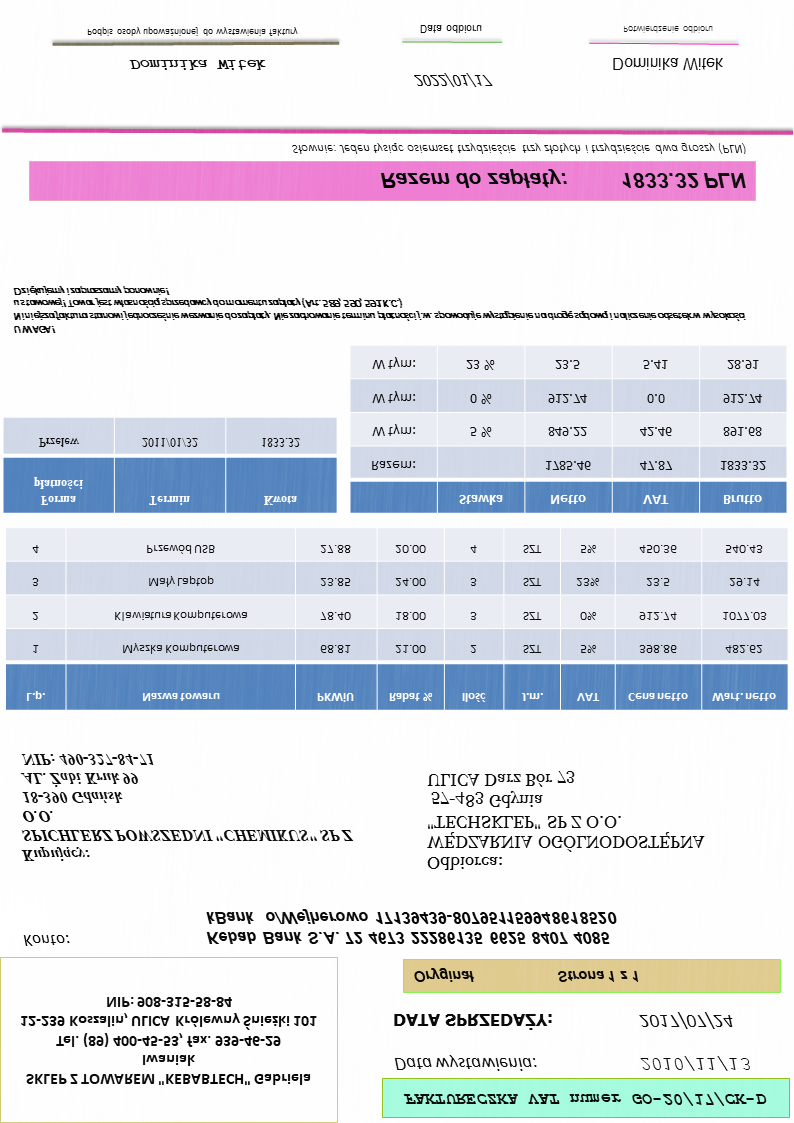 SKLEP Z TOWAREM "KEBABTECH" Gabriela
Iwaniak
Tel. (89) 400-45-53, fax. 939-46-29
12-239 Koszalin, ULICA Królewny Śnieżki 101
NIP: 908-315-58-84
FAKTURECZKA VAT numer GO-20/17/CK-D
Data wystawienia: 2010/11/13
DATA SPRZEDAŻY: 2017/07/24
Oryginał Strona 1 z 1
Konto: Kebab Bank S.A. 72 4673 22286135 6625 8407 4085
kBank o/Wejherowo 17139439-807951159948618520
Kupujący:
SPICHLERZ POWSZEDNI "CHEMIKUS" SP Z
O.O.
18-390 Gdańsk
AL. Żabi Kruk 99
NIP: 490-327-84-71
Odbiorca:
WĘDZARNIA OGÓLNODOSTĘPNA
"TECHSKLEP" SP Z O.O.
57-483 Gdynia
ULICA Darz Bór 73
L.p. Nazwa towaru PKWiU Rabat % Ilość J.m. VAT Cena netto Wart. netto
1 Myszka Komputerowa 68.81 21.00 2 SZT 5% 398.86 482.62
2 Klawiatura Komputerowa 78.40 18.00 3 SZT 0% 912.74 1077.03
3 Mały Laptop 23.85 24.00 3 SZT 23% 23.5 29.14
4 Przewód USB 27.88 20.00 4 SZT 5% 450.36 540.43
Forma płatności Termin Kwota
Przelew 2011/01/32 1833.32
Stawka Netto VAT Brutto
Razem: 1785.46 47.87 1833.32
W tym: 5 % 849.22 42.46 891.68
W tym: 0 % 912.74 0.0 912.74
W tym: 23 % 23.5 5.41 28.91
UWAGA!
Niniejsza faktura stanowi jednocześnie wezwanie do zapłaty. Nie zachowanie terminu płatności j.w. spowoduje wystąpienie na drogę sądową i naliczenie odsetek w wysokości
ustawowej! Towar jest własnością sprzedawcy do momentu zapłaty (Art. 589, 590, 591 K.C.)
Dziękujemy i zapraszamy ponownie!
Razem do zapłaty: 1833.32 PLN
Słownie: Jeden tysiąc osiemset trzydzieście trzy złotych i trzydzieście dwa groszy (PLN)
Dominika Witek 2022/01/17 Dominika Witek
Podpis osoby upoważnionej do wystawienia faktury Data odbioru Potwierdzenie odbioru